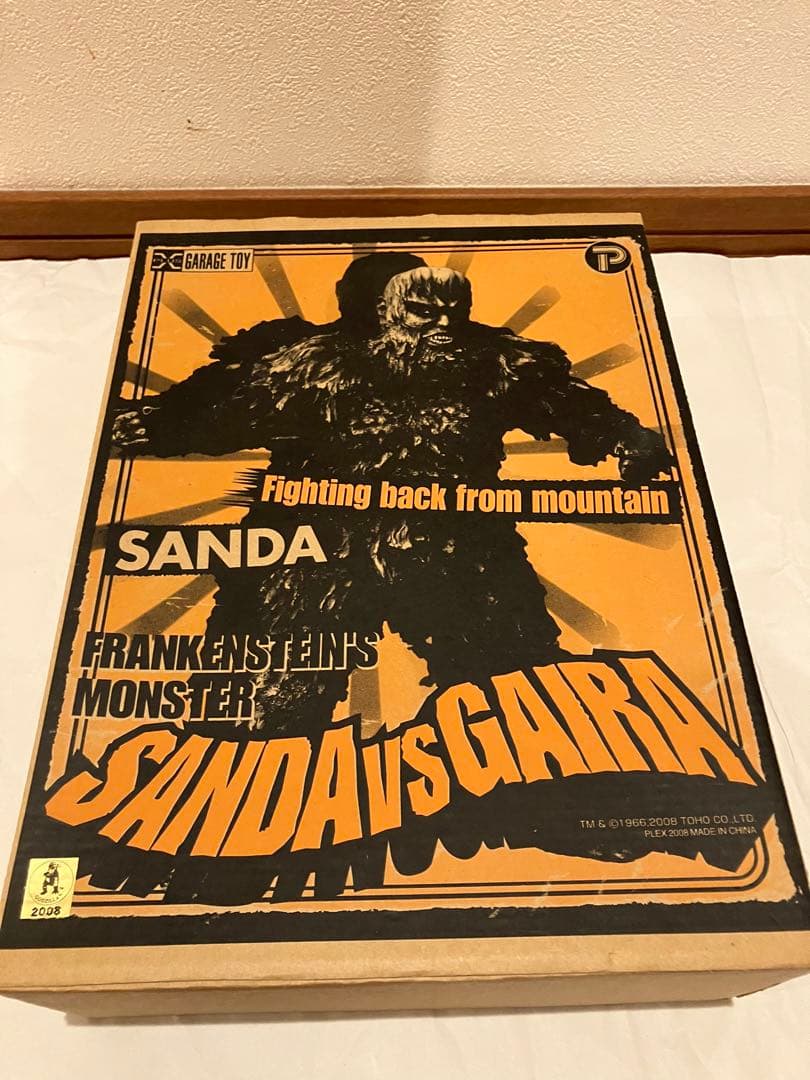 GARAGE TOY
P
Fighting back from mountain
SANDA
FRANKENSTEIN'S
MONSTER
SANDA VS GAIRA
TM & ©1966,2008 TOHO CO.,LTD.
PLEX 2008 MADE IN CHINA
GODZILLA
2008